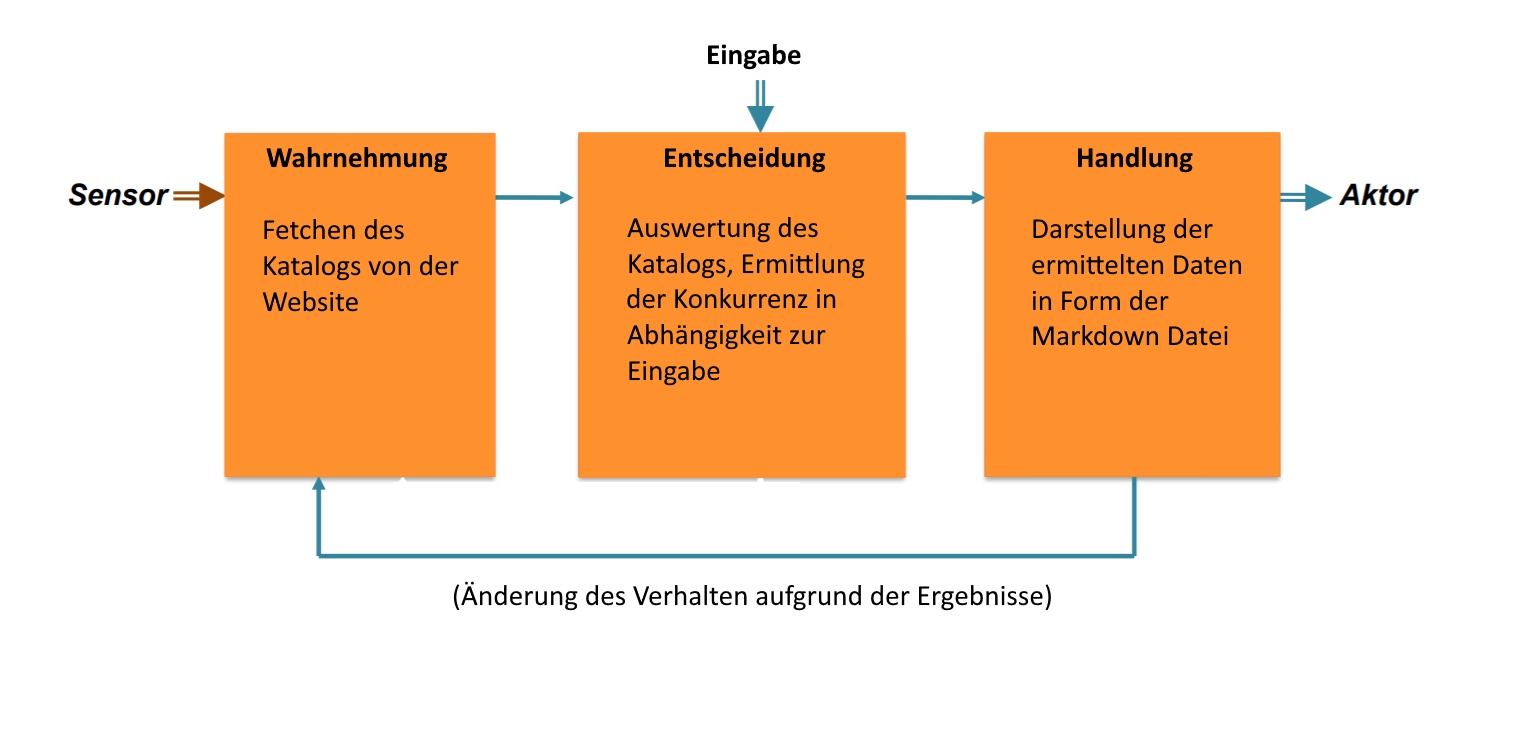 Eingabe
Sensor
Wahrnehmung
Fetchen des
Katalogs von der
Website
Entscheidung
Auswertung des
Katalogs, Ermittlung
der Konkurrenz in
Abhängigkeit zur
Eingabe
Handlung
Darstellung der
ermittelten Daten
in Form der
Markdown Datei
Aktor
(Änderung des Verhalten aufgrund der Ergebnisse)